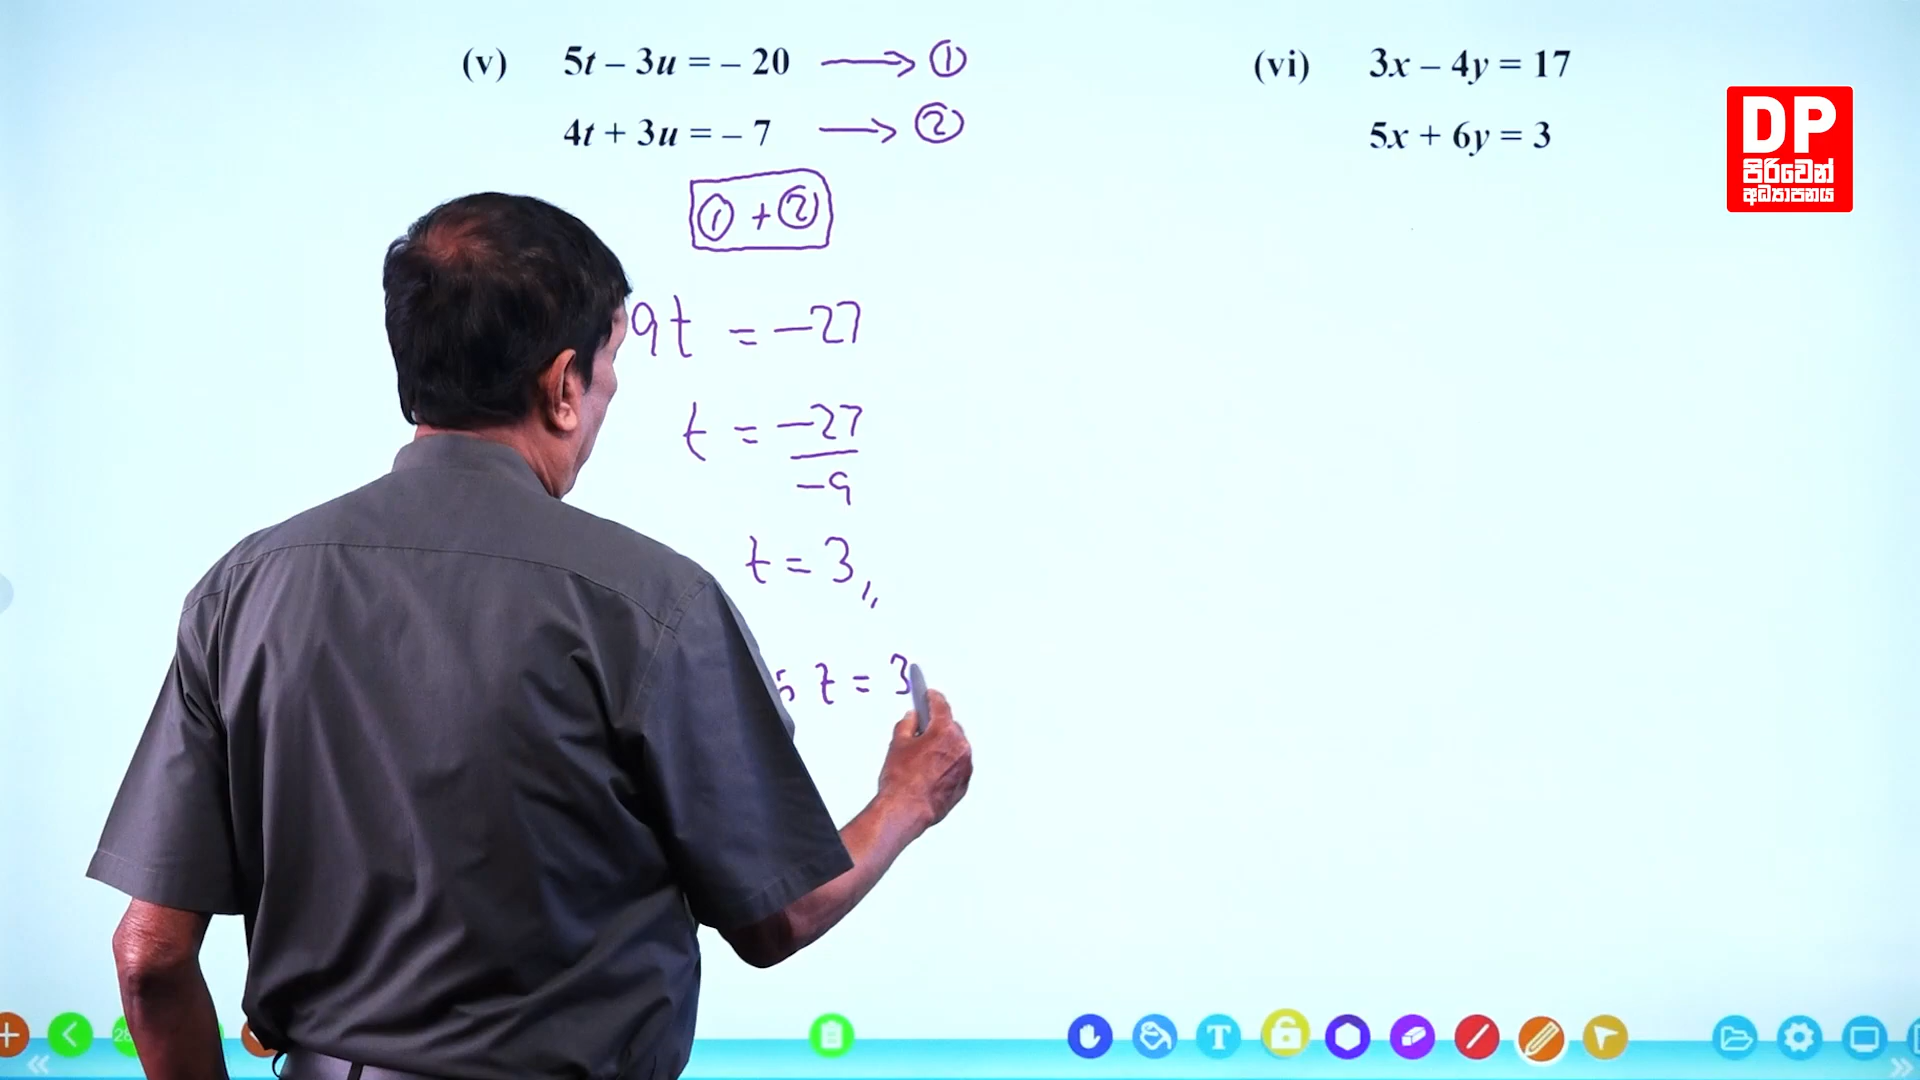 (v) 5t – 3u = – 20 ⟶ ①
4t + 3u = – 7 ⟶ ②
① + ②
9t = –27
t = –27
–9
t = 3,,
t = 3
(vi) 3x – 4y = 17
5x + 6y = 3
DP
පිරිවෙන්
අධ්‍යාපනය
28
T